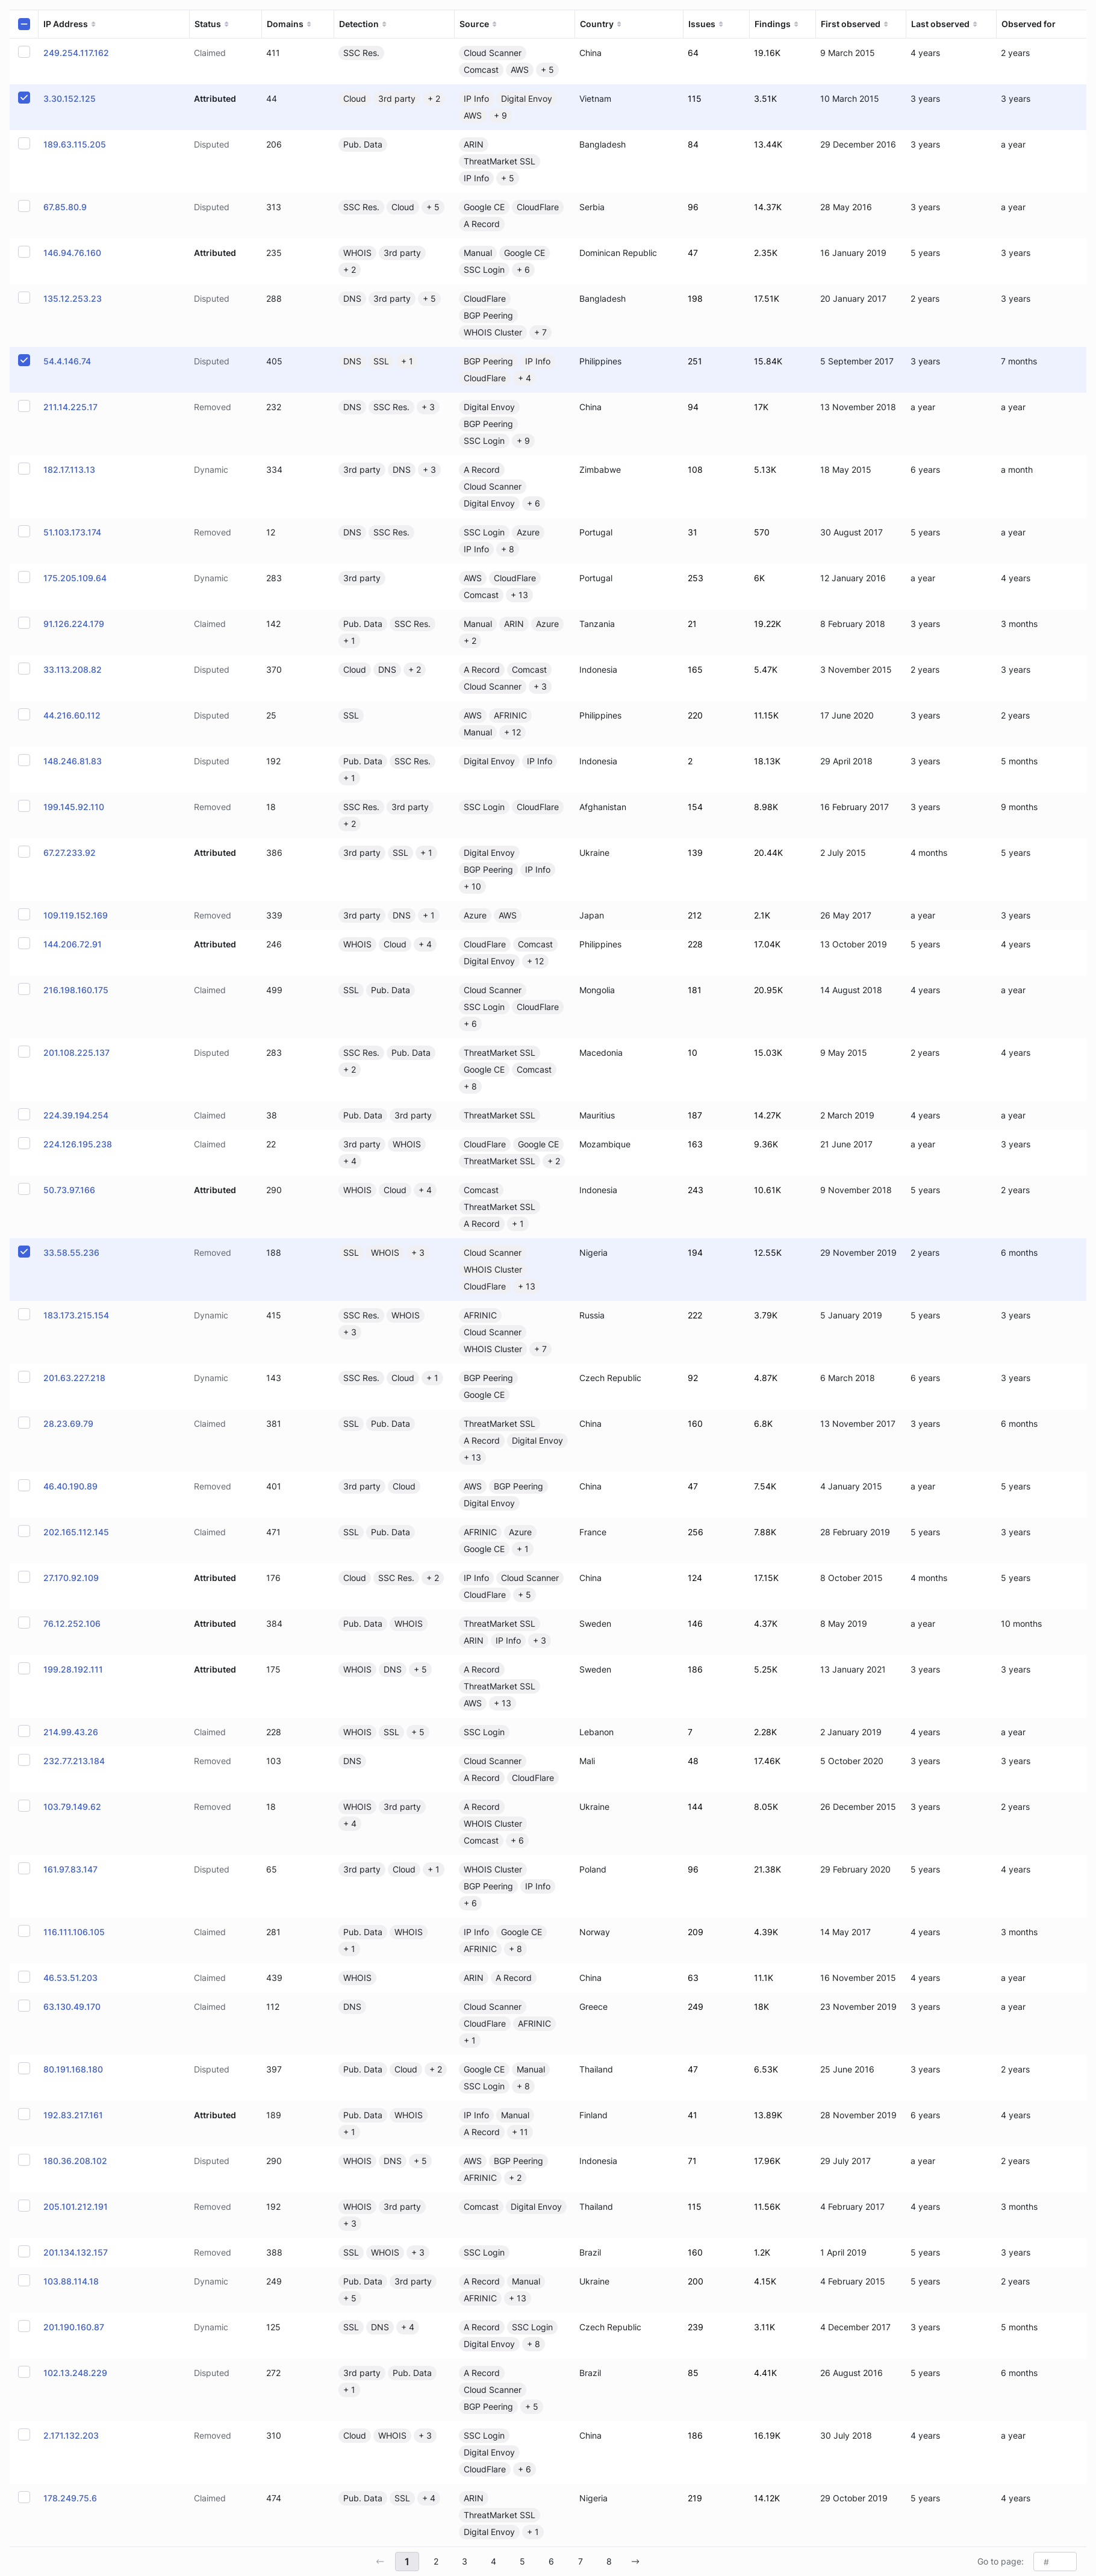 IP Address Status Domains Detection Source Country Issues Findings First observed Last observed Observed for
249.254.117.162 Claimed 411 SSC Res. Cloud Scanner China 64 19.16K 9 March 2015 4 years 2 years
Comcast AWS + 5
3.30.152.125 Attributed 44 Cloud 3rd party + 2 IP Info Digital Envoy Vietnam 115 3.51K 10 March 2015 3 years 3 years
AWS + 9
189.63.115.205 Disputed 206 Pub. Data ARIN Bangladesh 84 13.44K 29 December 2016 3 years a year
ThreatMarket SSL
IP Info + 5
67.85.80.9 Disputed 313 SSC Res. Cloud + 5 Google CE CloudFlare Serbia 96 14.37K 28 May 2016 3 years a year
A Record
146.94.76.160 Attributed 235 WHOIS 3rd party Manual Google CE Dominican Republic 47 2.35K 16 January 2019 5 years 3 years
+ 2 SSC Login + 6
135.12.253.23 Disputed 288 DNS 3rd party + 5 CloudFlare Bangladesh 198 17.51K 20 January 2017 2 years 3 years
BGP Peering
WHOIS Cluster + 7
54.4.146.74 Disputed 405 DNS SSL + 1 BGP Peering IP Info Philippines 251 15.84K 5 September 2017 3 years 7 months
CloudFlare + 4
211.14.225.17 Removed 232 DNS SSC Res. + 3 Digital Envoy China 94 17K 13 November 2018 a year a year
BGP Peering
SSC Login + 9
182.17.113.13 Dynamic 334 3rd party DNS + 3 A Record Zimbabwe 108 5.13K 18 May 2015 6 years a month
Cloud Scanner
Digital Envoy + 6
51.103.173.174 Removed 12 DNS SSC Res. SSC Login Azure Portugal 31 570 30 August 2017 5 years a year
IP Info + 8
175.205.109.64 Dynamic 283 3rd party AWS CloudFlare Portugal 253 6K 12 January 2016 a year 4 years
Comcast + 13
91.126.224.179 Claimed 142 Pub. Data SSC Res. Manual ARIN Azure Tanzania 21 19.22K 8 February 2018 3 years 3 months
+ 1 + 2
33.113.208.82 Disputed 370 Cloud DNS + 2 A Record Comcast Indonesia 165 5.47K 3 November 2015 2 years 3 years
Cloud Scanner + 3
44.216.60.112 Disputed 25 SSL AWS AFRINIC Philippines 220 11.15K 17 June 2020 3 years 2 years
Manual + 12
148.246.81.83 Disputed 192 Pub. Data SSC Res. Digital Envoy IP Info Indonesia 2 18.13K 29 April 2018 3 years 5 months
+ 1
199.145.92.110 Removed 18 SSC Res. 3rd party SSC Login CloudFlare Afghanistan 154 8.98K 16 February 2017 3 years 9 months
+ 2
67.27.233.92 Attributed 386 3rd party SSL + 1 Digital Envoy Ukraine 139 20.44K 2 July 2015 4 months 5 years
BGP Peering IP Info
+ 10
109.119.152.169 Removed 339 3rd party DNS + 1 Azure AWS Japan 212 2.1K 26 May 2017 a year 3 years
144.206.72.91 Attributed 246 WHOIS Cloud + 4 CloudFlare Comcast Philippines 228 17.04K 13 October 2019 5 years 4 years
Digital Envoy + 12
216.198.160.175 Claimed 499 SSL Pub. Data Cloud Scanner Mongolia 181 20.95K 14 August 2018 4 years a year
SSC Login CloudFlare
+ 6
201.108.225.137 Disputed 283 SSC Res. Pub. Data ThreatMarket SSL Macedonia 10 15.03K 9 May 2015 2 years 4 years
+ 2 Google CE Comcast
+ 8
224.39.194.254 Claimed 38 Pub. Data 3rd party ThreatMarket SSL Mauritius 187 14.27K 2 March 2019 4 years a year
224.126.195.238 Claimed 22 3rd party WHOIS CloudFlare Google CE Mozambique 163 9.36K 21 June 2017 a year 3 years
+ 4 ThreatMarket SSL + 2
50.73.97.166 Attributed 290 WHOIS Cloud + 4 Comcast Indonesia 243 10.61K 9 November 2018 5 years 2 years
ThreatMarket SSL
A Record + 1
33.58.55.236 Removed 188 SSL WHOIS + 3 Cloud Scanner Nigeria 194 12.55K 29 November 2019 2 years 6 months
WHOIS Cluster
CloudFlare + 13
183.173.215.154 Dynamic 415 SSC Res. WHOIS AFRINIC Russia 222 3.79K 5 January 2019 5 years 3 years
+ 3 Cloud Scanner
WHOIS Cluster + 7
201.63.227.218 Dynamic 143 SSC Res. Cloud + 1 BGP Peering Czech Republic 92 4.87K 6 March 2018 6 years 3 years
Google CE
28.23.69.79 Claimed 381 SSL Pub. Data ThreatMarket SSL China 160 6.8K 13 November 2017 3 years 6 months
A Record Digital Envoy
+ 13
46.40.190.89 Removed 401 3rd party Cloud AWS BGP Peering China 47 7.54K 4 January 2015 a year 5 years
Digital Envoy
202.165.112.145 Claimed 471 SSL Pub. Data AFRINIC Azure France 256 7.88K 28 February 2019 5 years 3 years
Google CE + 1
27.170.92.109 Attributed 176 Cloud SSC Res. + 2 IP Info Cloud Scanner China 124 17.15K 8 October 2015 4 months 5 years
CloudFlare + 5
76.12.252.106 Attributed 384 Pub. Data WHOIS ThreatMarket SSL Sweden 146 4.37K 8 May 2019 a year 10 months
ARIN IP Info + 3
199.28.192.111 Attributed 175 WHOIS DNS + 5 A Record Sweden 186 5.25K 13 January 2021 3 years 3 years
ThreatMarket SSL
AWS + 13
214.99.43.26 Claimed 228 WHOIS SSL + 5 SSC Login Lebanon 7 2.28K 2 January 2019 4 years a year
232.77.213.184 Removed 103 DNS Cloud Scanner Mali 48 17.46K 5 October 2020 3 years 3 years
A Record CloudFlare
103.79.149.62 Removed 18 WHOIS 3rd party A Record Ukraine 144 8.05K 26 December 2015 3 years 2 years
+ 4 WHOIS Cluster
Comcast + 6
161.97.83.147 Disputed 65 3rd party Cloud + 1 WHOIS Cluster Poland 96 21.38K 29 February 2020 5 years 4 years
BGP Peering IP Info
+ 6
116.111.106.105 Claimed 281 Pub. Data WHOIS IP Info Google CE Norway 209 4.39K 14 May 2017 4 years 3 months
+ 1 AFRINIC + 8
46.53.51.203 Claimed 439 WHOIS ARIN A Record China 63 11.1K 16 November 2015 4 years a year
63.130.49.170 Claimed 112 DNS Cloud Scanner Greece 249 18K 23 November 2019 3 years a year
CloudFlare AFRINIC
+ 1
80.191.168.180 Disputed 397 Pub. Data Cloud + 2 Google CE Manual Thailand 47 6.53K 25 June 2016 3 years 2 years
SSC Login + 8
192.83.217.161 Attributed 189 Pub. Data WHOIS IP Info Manual Finland 41 13.89K 28 November 2019 6 years 4 years
+ 1 A Record + 11
180.36.208.102 Disputed 290 WHOIS DNS + 5 AWS BGP Peering Indonesia 71 17.96K 29 July 2017 a year 2 years
AFRINIC + 2
205.101.212.191 Removed 192 WHOIS 3rd party Comcast Digital Envoy Thailand 115 11.56K 4 February 2017 4 years 3 months
+ 3
201.134.132.157 Removed 388 SSL WHOIS + 3 SSC Login Brazil 160 1.2K 1 April 2019 5 years 3 years
103.88.114.18 Dynamic 249 Pub. Data 3rd party A Record Manual Ukraine 200 4.15K 4 February 2015 5 years 2 years
+ 5 AFRINIC + 13
201.190.160.87 Dynamic 125 SSL DNS + 4 A Record SSC Login Czech Republic 239 3.11K 4 December 2017 3 years 5 months
Digital Envoy + 8
102.13.248.229 Disputed 272 3rd party Pub. Data A Record Brazil 85 4.41K 26 August 2016 5 years 6 months
+ 1 Cloud Scanner
BGP Peering + 5
2.171.132.203 Removed 310 Cloud WHOIS + 3 SSC Login China 186 16.19K 30 July 2018 4 years a year
Digital Envoy
CloudFlare + 6
178.249.75.6 Claimed 474 Pub. Data SSL + 4 ARIN Nigeria 219 14.12K 29 October 2019 5 years 4 years
ThreatMarket SSL
Digital Envoy + 1
← 1 2 3 4 5 6 7 8 → Go to page: #